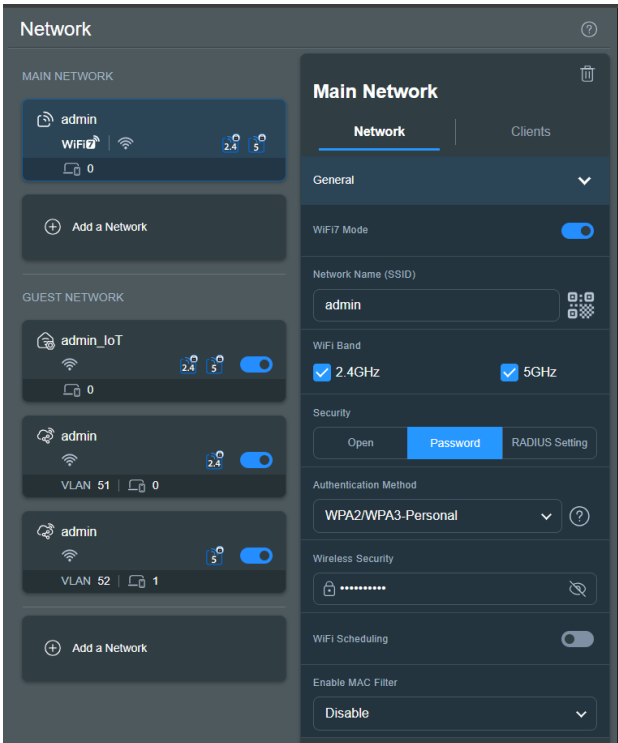 Network
MAIN NETWORK
admin
WiFi 7
2.4 5
0
Add a Network
GUEST NETWORK
admin_IoT
2.4 5
0
admin
2.4
VLAN 51 0
admin
5
VLAN 52 1
Add a Network
Main Network
Network Clients
General
WiFi7 Mode
Network Name (SSID)
admin
WiFi Band
2.4GHz 5GHz
Security
Open Password RADIUS Setting
Authentication Method
WPA2/WPA3-Personal
Wireless Security
••••••••••
WiFi Scheduling
Enable MAC Filter
Disable